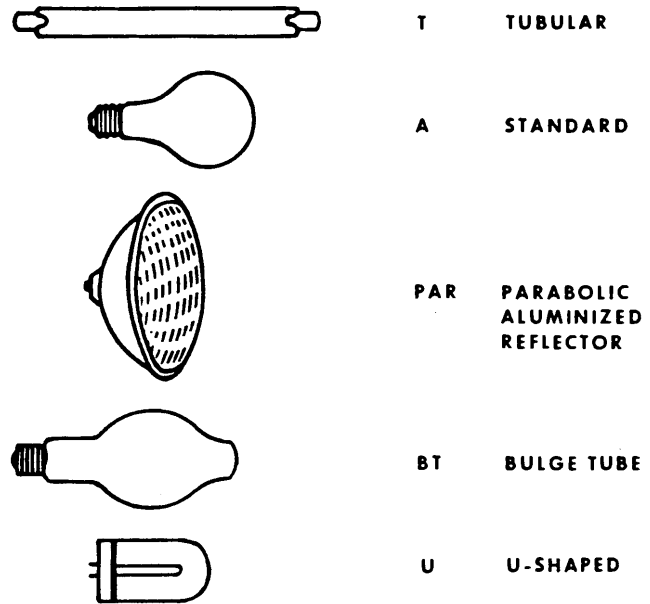 T TUBULAR
A STANDARD
PAR PARABOLIC
ALUMINIZED
REFLECTOR
BT BULGE TUBE
U U-SHAPED